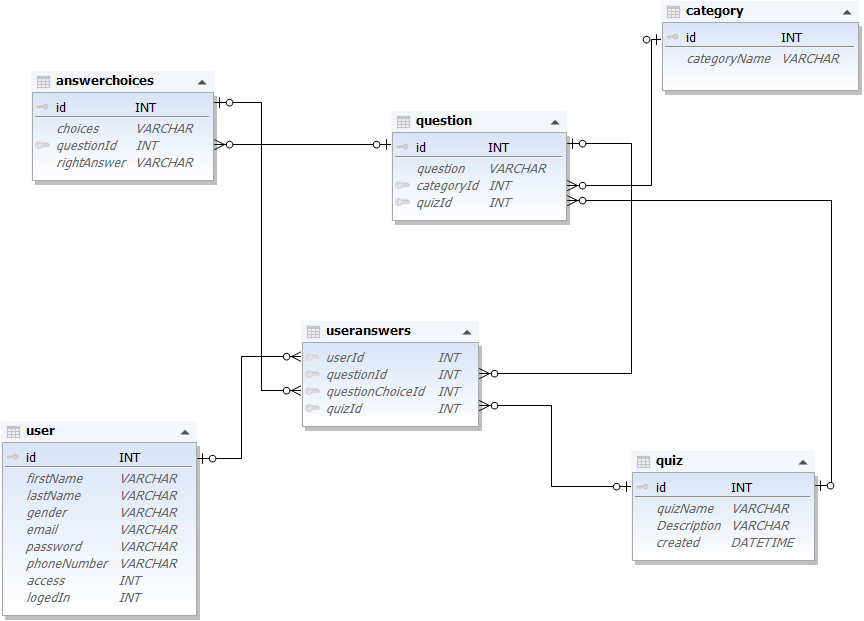 category
id INT
categoryName VARCHAR
answerchoices
id INT
choices VARCHAR
questionId INT
rightAnswer VARCHAR
question
id INT
question VARCHAR
categoryId INT
quizId INT
useranswers
userId INT
questionId INT
questionChoiceId INT
quizId INT
user
id INT
firstName VARCHAR
lastName VARCHAR
gender VARCHAR
email VARCHAR
password VARCHAR
phoneNumber VARCHAR
access INT
logedIn INT
quiz
id INT
quizName VARCHAR
Description VARCHAR
created DATETIME